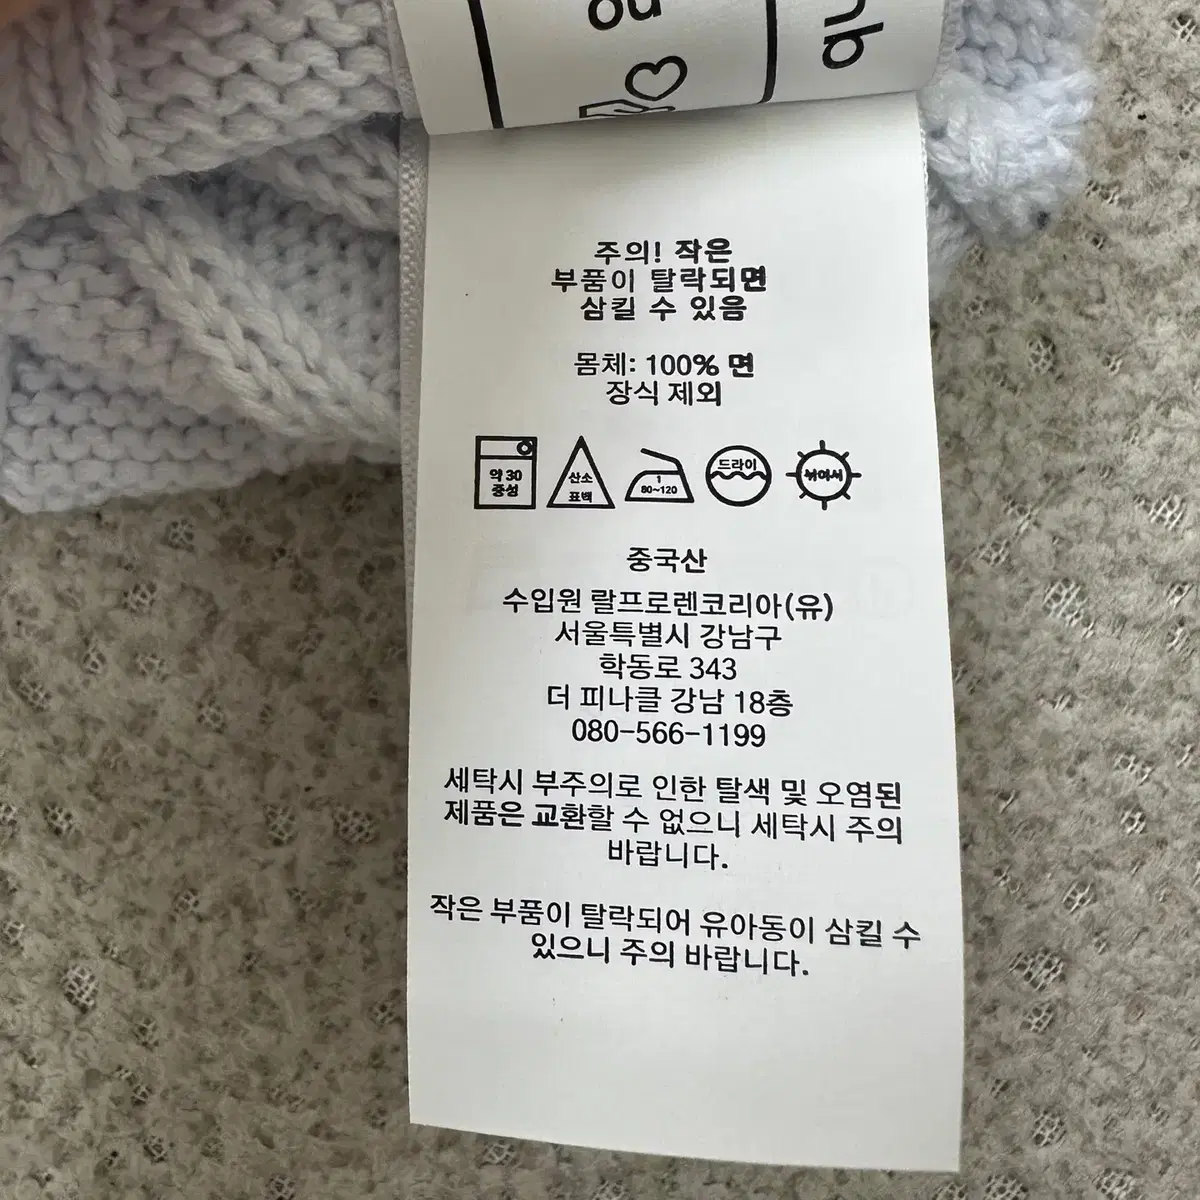 주의! 작은
부품이 탈락되면
삼킬 수 있음
몸체: 100% 면
장식 제외
약 30
중성
산소
표백
1
80~120
드라이
뉘어서
중국산
수입원 랄프로렌코리아(유)
서울특별시 강남구
학동로 343
더 피나클 강남 18층
080-566-1199
세탁시 부주의로 인한 탈색 및 오염된
제품은 교환할 수 없으니 세탁시 주의
바랍니다.
작은 부품이 탈락되어 유아동이 삼킬 수
있으니 주의 바랍니다.